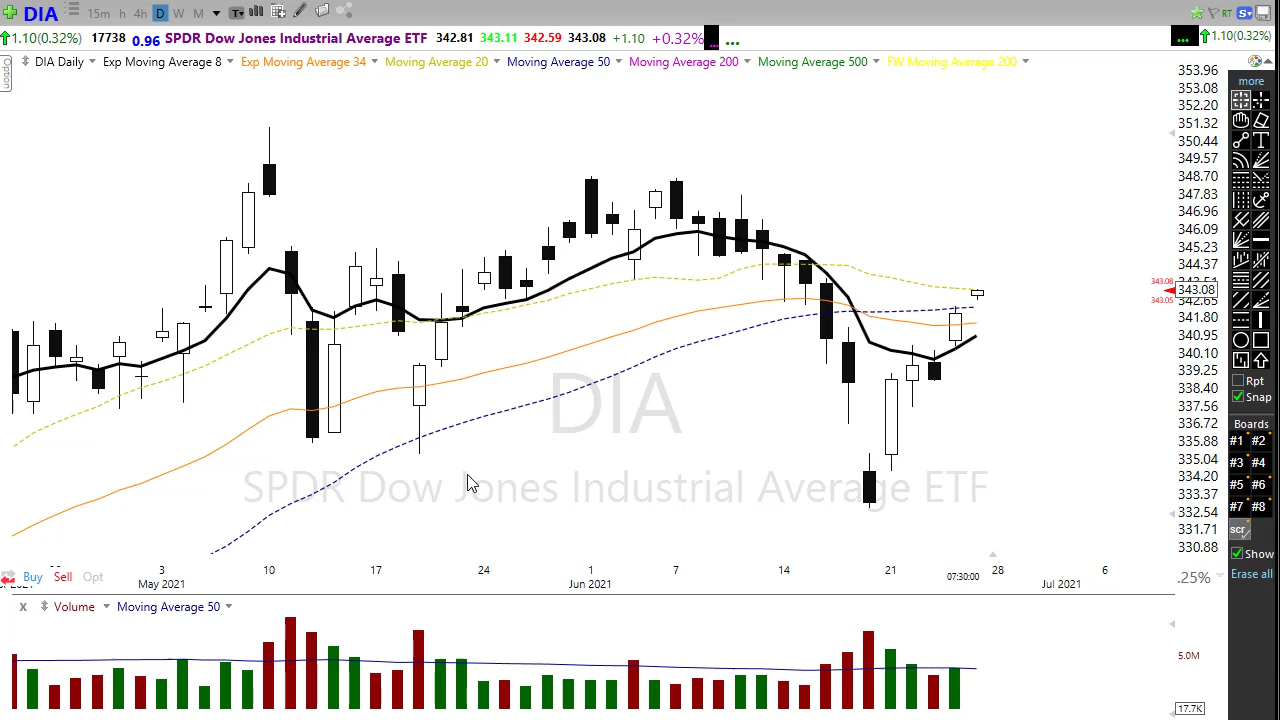 DIA 15m h 4h D W M T RT S
1.10(0.32%) 17738 0.96 SPDR Dow Jones Industrial Average ETF 342.81 343.11 342.59 343.08 +1.10 +0.32% ... ... ... 1.10(0.32%)
Option DIA Daily Exp Moving Average 8 Exp Moving Average 34 Moving Average 20 Moving Average 50 Moving Average 200 Moving Average 500 FW Moving Average 200
353.96
353.08
352.20
351.32
350.44
349.57
348.70
347.83
346.96
346.09
345.23
344.37
343.08
343.08
343.05
342.65
341.80
340.95
340.10
339.25
338.40
337.56
336.72
335.88
335.04
334.20
333.37
332.54
331.71
330.88
more
Rpt
Snap
Boards
#1 #2
#3 #4
#5 #6
#7 #8
scr
Show
Erase all
DIA
SPDR Dow Jones Industrial Average ETF
3 10 17 24 1 7 14 21 28 6
May 2021 Jun 2021 07:30:00 Jul 2021
Buy Sell Opt .25%
X Volume Moving Average 50
5.0M
17.7K